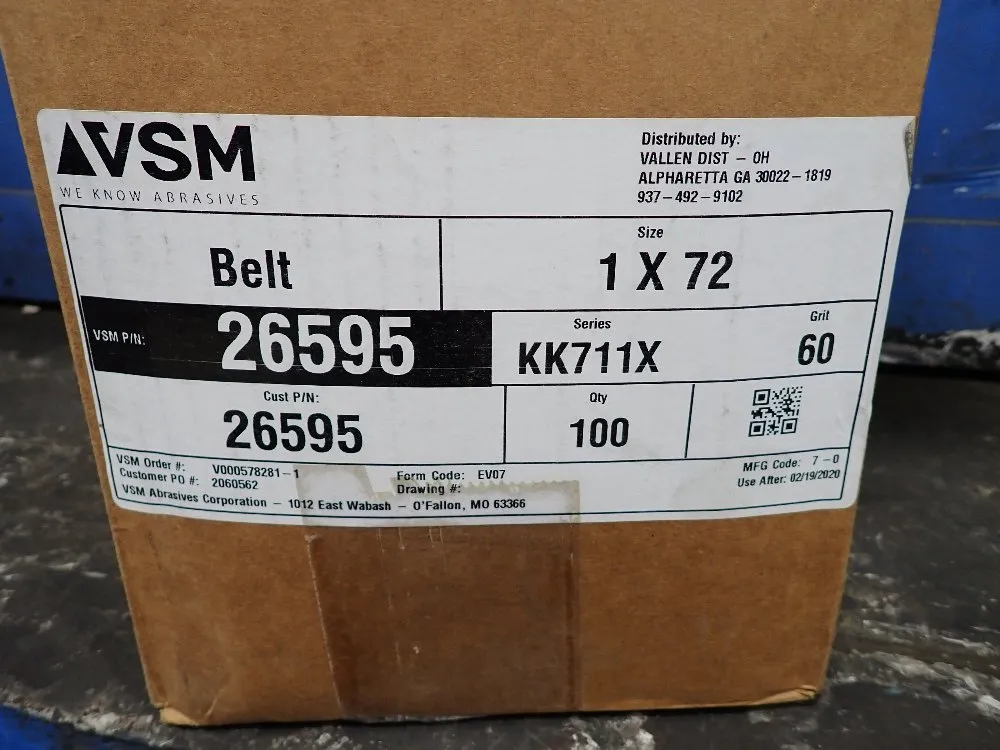 VSM
WE KNOW ABRASIVES
Distributed by:
VALLEN DIST - OH
ALPHARETTA GA 30022-1819
937-492-9102
Belt
Size
1 X 72
VSM P/N:
26595
Series
KK711X
Grit
60
Cust P/N:
26595
Qty
100
VSM Order #: V000578281-1
Customer PO #: 2060562
Form Code: EV07
Drawing #:
MFG Code: 7-0
Use After: 02/19/2020
VSM Abrasives Corporation - 1012 East Wabash - O'Fallon, MO 63366